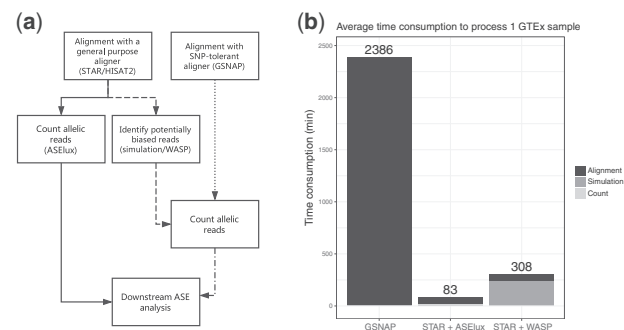 (a)
Alignment with a
general purpose
aligner
(STAR/HISAT2)
Alignment with
SNP-tolerant
aligner (GSNAP)
Count allelic
reads
(ASElux)
Identify potentially
biased reads
(simulation/WASP)
Count allelic
reads
Downstream ASE
analysis
(b)
Average time consumption to process 1 GTEx sample
Time consumption (min)
2500
2000
1500
1000
500
0
2386
83
308
GSNAP
STAR + ASElux
STAR + WASP
Alignment
Simulation
Count